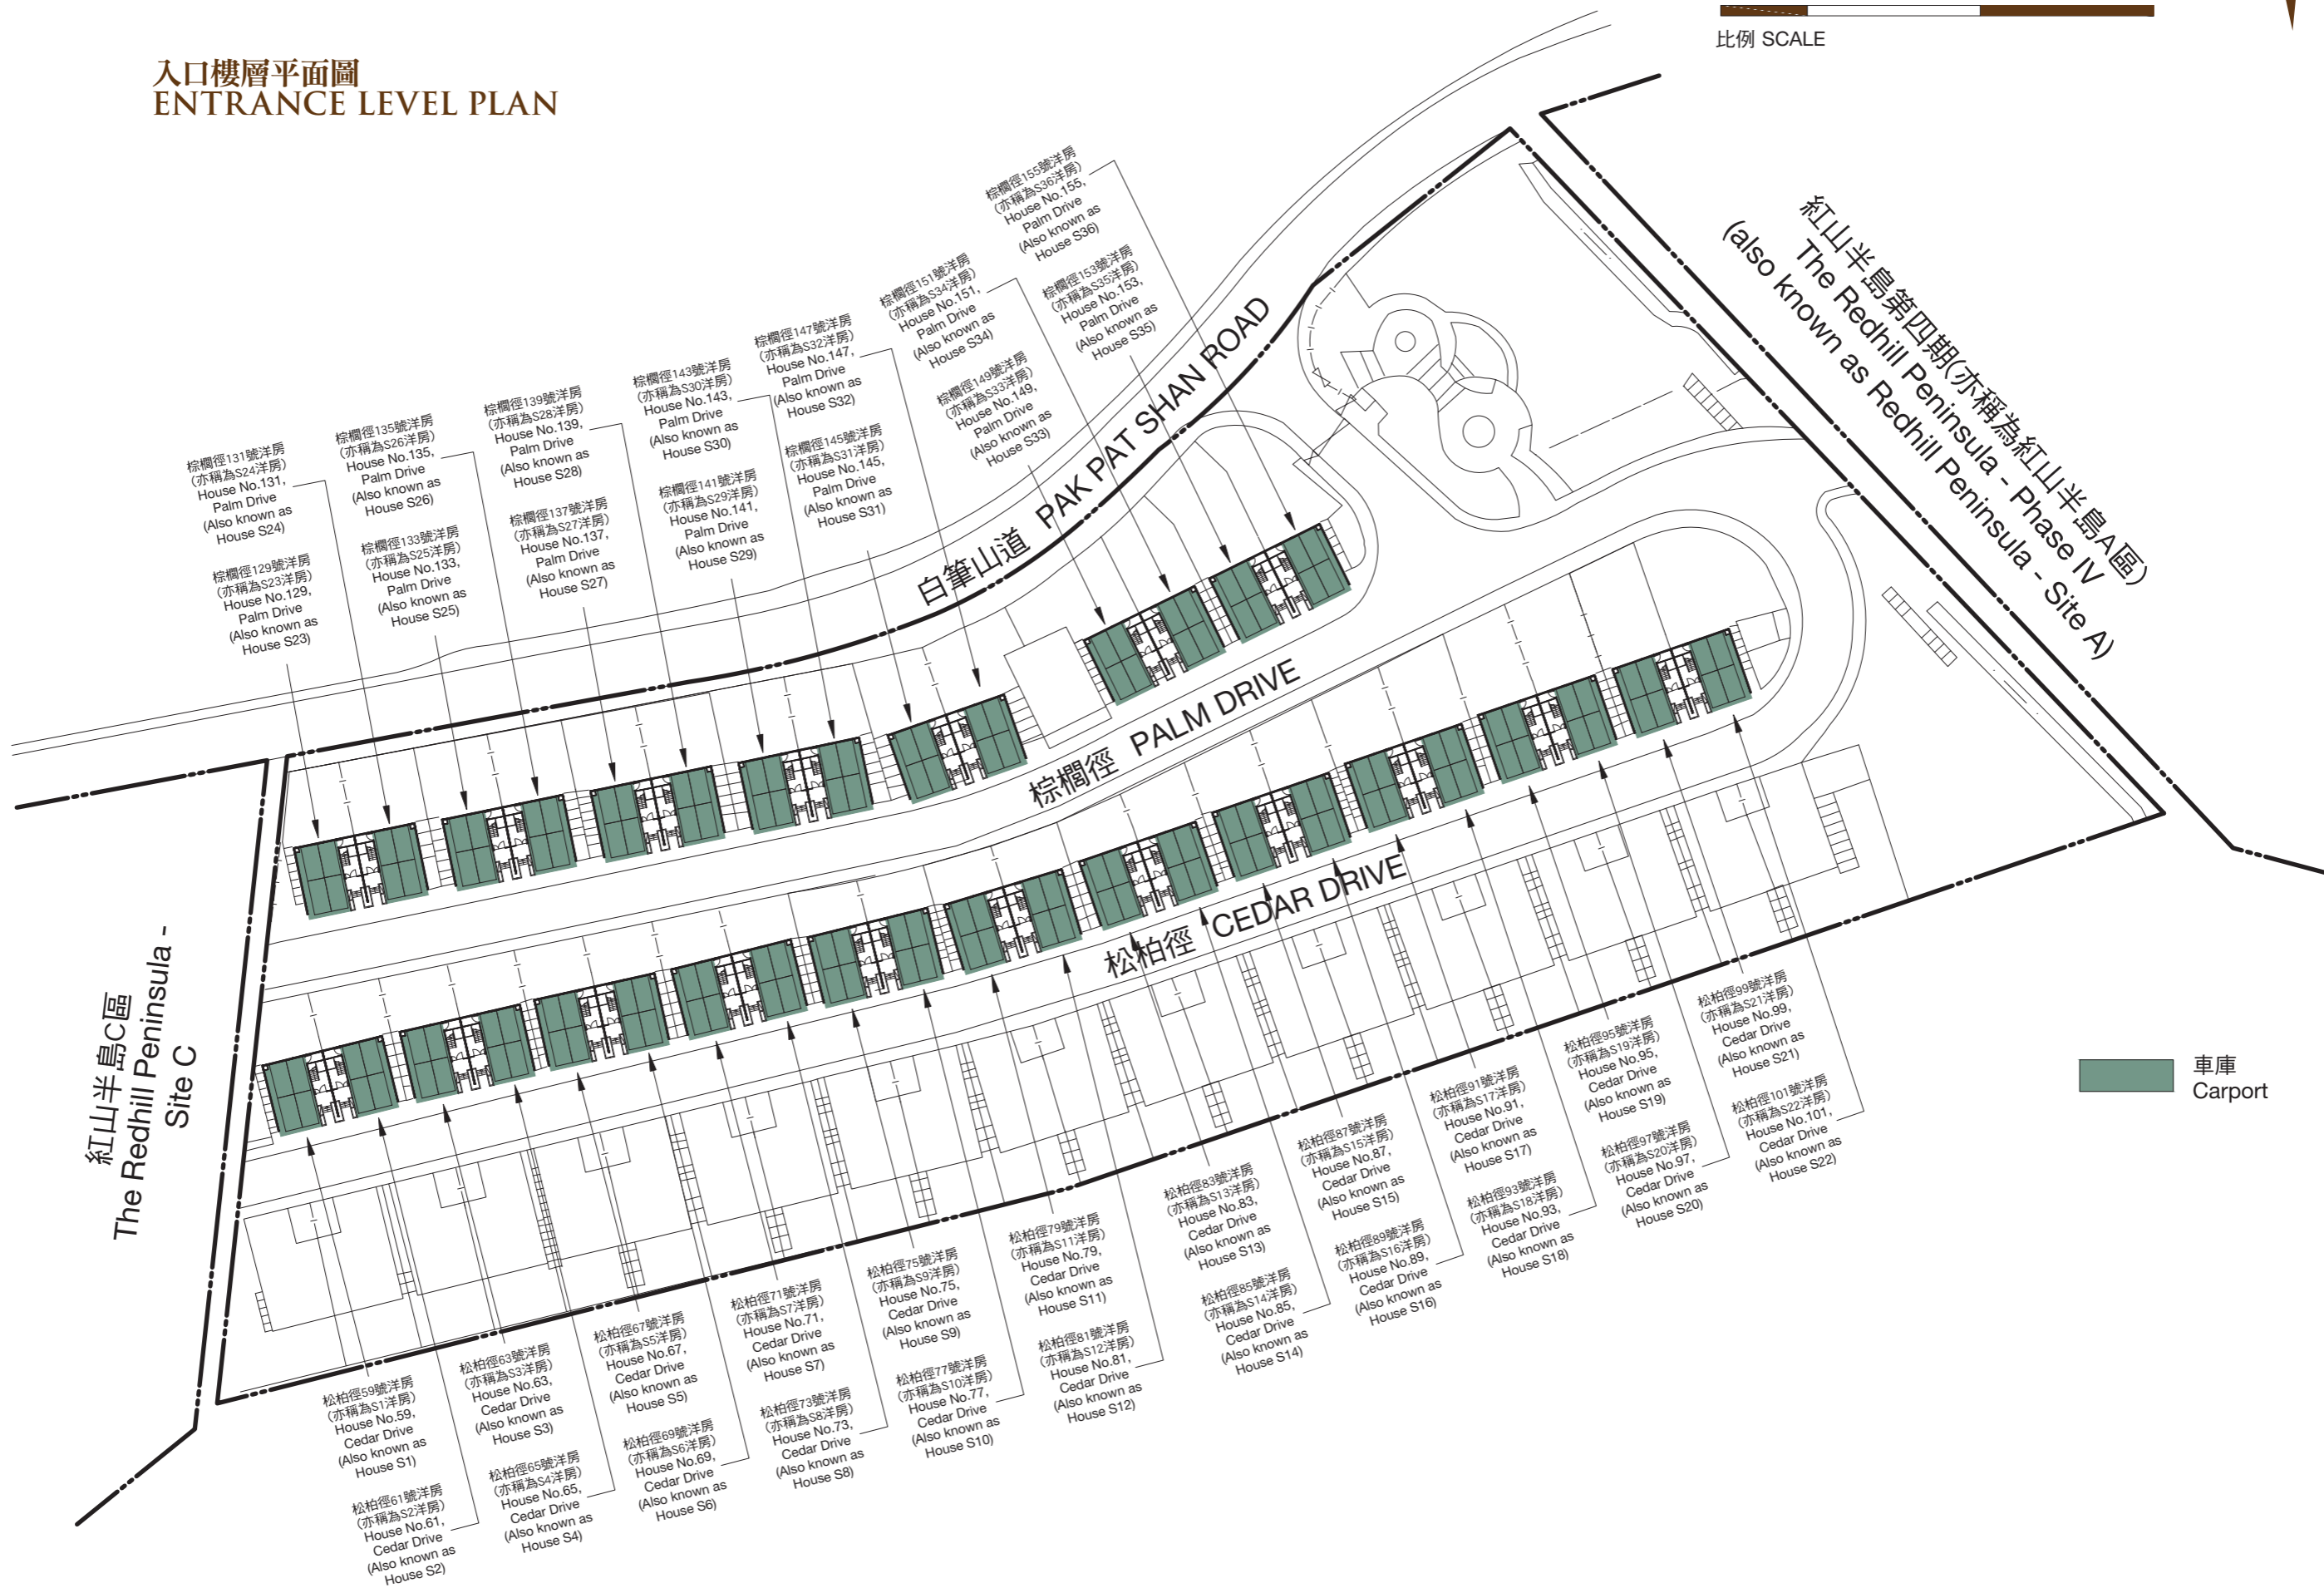 入口樓層平面圖
ENTRANCE LEVEL PLAN
比例 SCALE
棕櫚徑155號洋房
(亦稱為S36洋房)
House No.155,
Palm Drive
(Also known as
House S36)
棕櫚徑153號洋房
(亦稱為S35洋房)
House No.153,
Palm Drive
(Also known as
House S35)
棕櫚徑151號洋房
(亦稱為S34洋房)
House No.151,
Palm Drive
(Also known as
House S34)
棕櫚徑149號洋房
(亦稱為S33洋房)
House No.149,
Palm Drive
(Also known as
House S33)
棕櫚徑147號洋房
(亦稱為S32洋房)
House No.147,
Palm Drive
(Also known as
House S32)
棕櫚徑145號洋房
(亦稱為S31洋房)
House No.145,
Palm Drive
(Also known as
House S31)
棕櫚徑143號洋房
(亦稱為S30洋房)
House No.143,
Palm Drive
(Also known as
House S30)
棕櫚徑141號洋房
(亦稱為S29洋房)
House No.141,
Palm Drive
(Also known as
House S29)
棕櫚徑139號洋房
(亦稱為S28洋房)
House No.139,
Palm Drive
(Also known as
House S28)
棕櫚徑137號洋房
(亦稱為S27洋房)
House No.137,
Palm Drive
(Also known as
House S27)
棕櫚徑135號洋房
(亦稱為S26洋房)
House No.135,
Palm Drive
(Also known as
House S26)
棕櫚徑133號洋房
(亦稱為S25洋房)
House No.133,
Palm Drive
(Also known as
House S25)
棕櫚徑131號洋房
(亦稱為S24洋房)
House No.131,
Palm Drive
(Also known as
House S24)
棕櫚徑129號洋房
(亦稱為S23洋房)
House No.129,
Palm Drive
(Also known as
House S23)
白筆山道 PAK PAT SHAN ROAD
紅山半島第四期(亦稱為紅山半島A區)
The Redhill Peninsula - Phase IV
(also known as Redhill Peninsula - Site A)
棕櫚徑 PALM DRIVE
松柏徑 CEDAR DRIVE
紅山半島C區
The Redhill Peninsula -
Site C
車庫
Carport
松柏徑59號洋房
(亦稱為S1洋房)
House No.59,
Cedar Drive
(Also known as
House S1)
松柏徑61號洋房
(亦稱為S2洋房)
House No.61,
Cedar Drive
(Also known as
House S2)
松柏徑63號洋房
(亦稱為S3洋房)
House No.63,
Cedar Drive
(Also known as
House S3)
松柏徑65號洋房
(亦稱為S4洋房)
House No.65,
Cedar Drive
(Also known as
House S4)
松柏徑67號洋房
(亦稱為S5洋房)
House No.67,
Cedar Drive
(Also known as
House S5)
松柏徑69號洋房
(亦稱為S6洋房)
House No.69,
Cedar Drive
(Also known as
House S6)
松柏徑71號洋房
(亦稱為S7洋房)
House No.71,
Cedar Drive
(Also known as
House S7)
松柏徑73號洋房
(亦稱為S8洋房)
House No.73,
Cedar Drive
(Also known as
House S8)
松柏徑75號洋房
(亦稱為S9洋房)
House No.75,
Cedar Drive
(Also known as
House S9)
松柏徑77號洋房
(亦稱為S10洋房)
House No.77,
Cedar Drive
(Also known as
House S10)
松柏徑79號洋房
(亦稱為S11洋房)
House No.79,
Cedar Drive
(Also known as
House S11)
松柏徑81號洋房
(亦稱為S12洋房)
House No.81,
Cedar Drive
(Also known as
House S12)
松柏徑83號洋房
(亦稱為S13洋房)
House No.83,
Cedar Drive
(Also known as
House S13)
松柏徑85號洋房
(亦稱為S14洋房)
House No.85,
Cedar Drive
(Also known as
House S14)
松柏徑87號洋房
(亦稱為S15洋房)
House No.87,
Cedar Drive
(Also known as
House S15)
松柏徑89號洋房
(亦稱為S16洋房)
House No.89,
Cedar Drive
(Also known as
House S16)
松柏徑91號洋房
(亦稱為S17洋房)
House No.91,
Cedar Drive
(Also known as
House S17)
松柏徑93號洋房
(亦稱為S18洋房)
House No.93,
Cedar Drive
(Also known as
House S18)
松柏徑95號洋房
(亦稱為S19洋房)
House No.95,
Cedar Drive
(Also known as
House S19)
松柏徑97號洋房
(亦稱為S20洋房)
House No.97,
Cedar Drive
(Also known as
House S20)
松柏徑99號洋房
(亦稱為S21洋房)
House No.99,
Cedar Drive
(Also known as
House S21)
松柏徑101號洋房
(亦稱為S22洋房)
House No.101,
Cedar Drive
(Also known as
House S22)